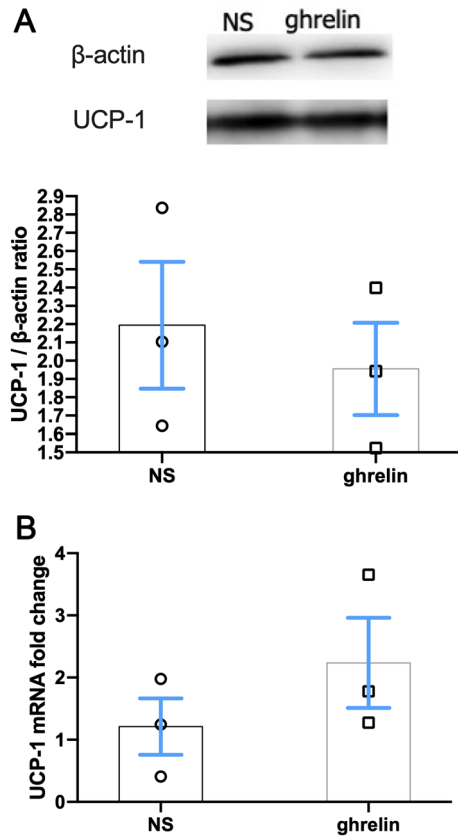 A
NS ghrelin
β-actin
UCP-1
UCP-1 / β-actin ratio
2.9
2.8
2.7
2.6
2.5
2.4
2.3
2.2
2.1
2.0
1.9
1.8
1.7
1.6
1.5
NS ghrelin
B
UCP-1 mRNA fold change
4
3
2
1
0
NS ghrelin